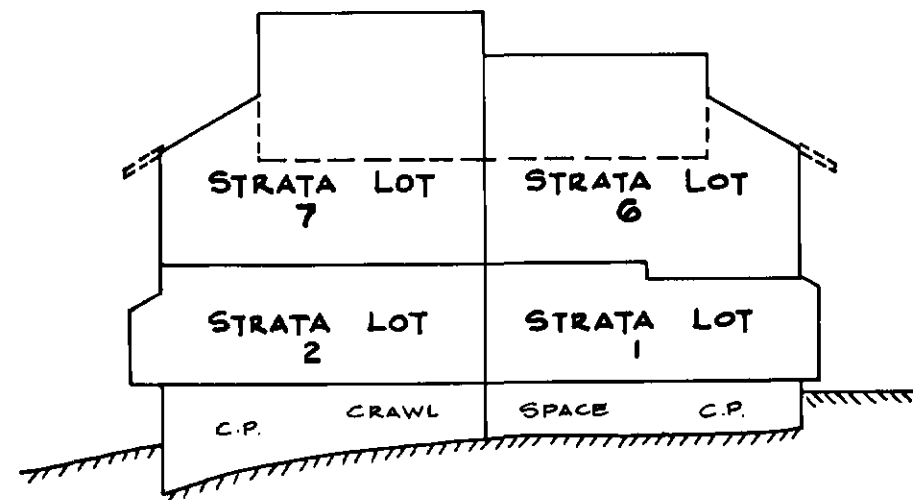 STRATA LOT
7
STRATA LOT
6
STRATA LOT
2
STRATA LOT
1
C.P. CRAWL SPACE C.P.